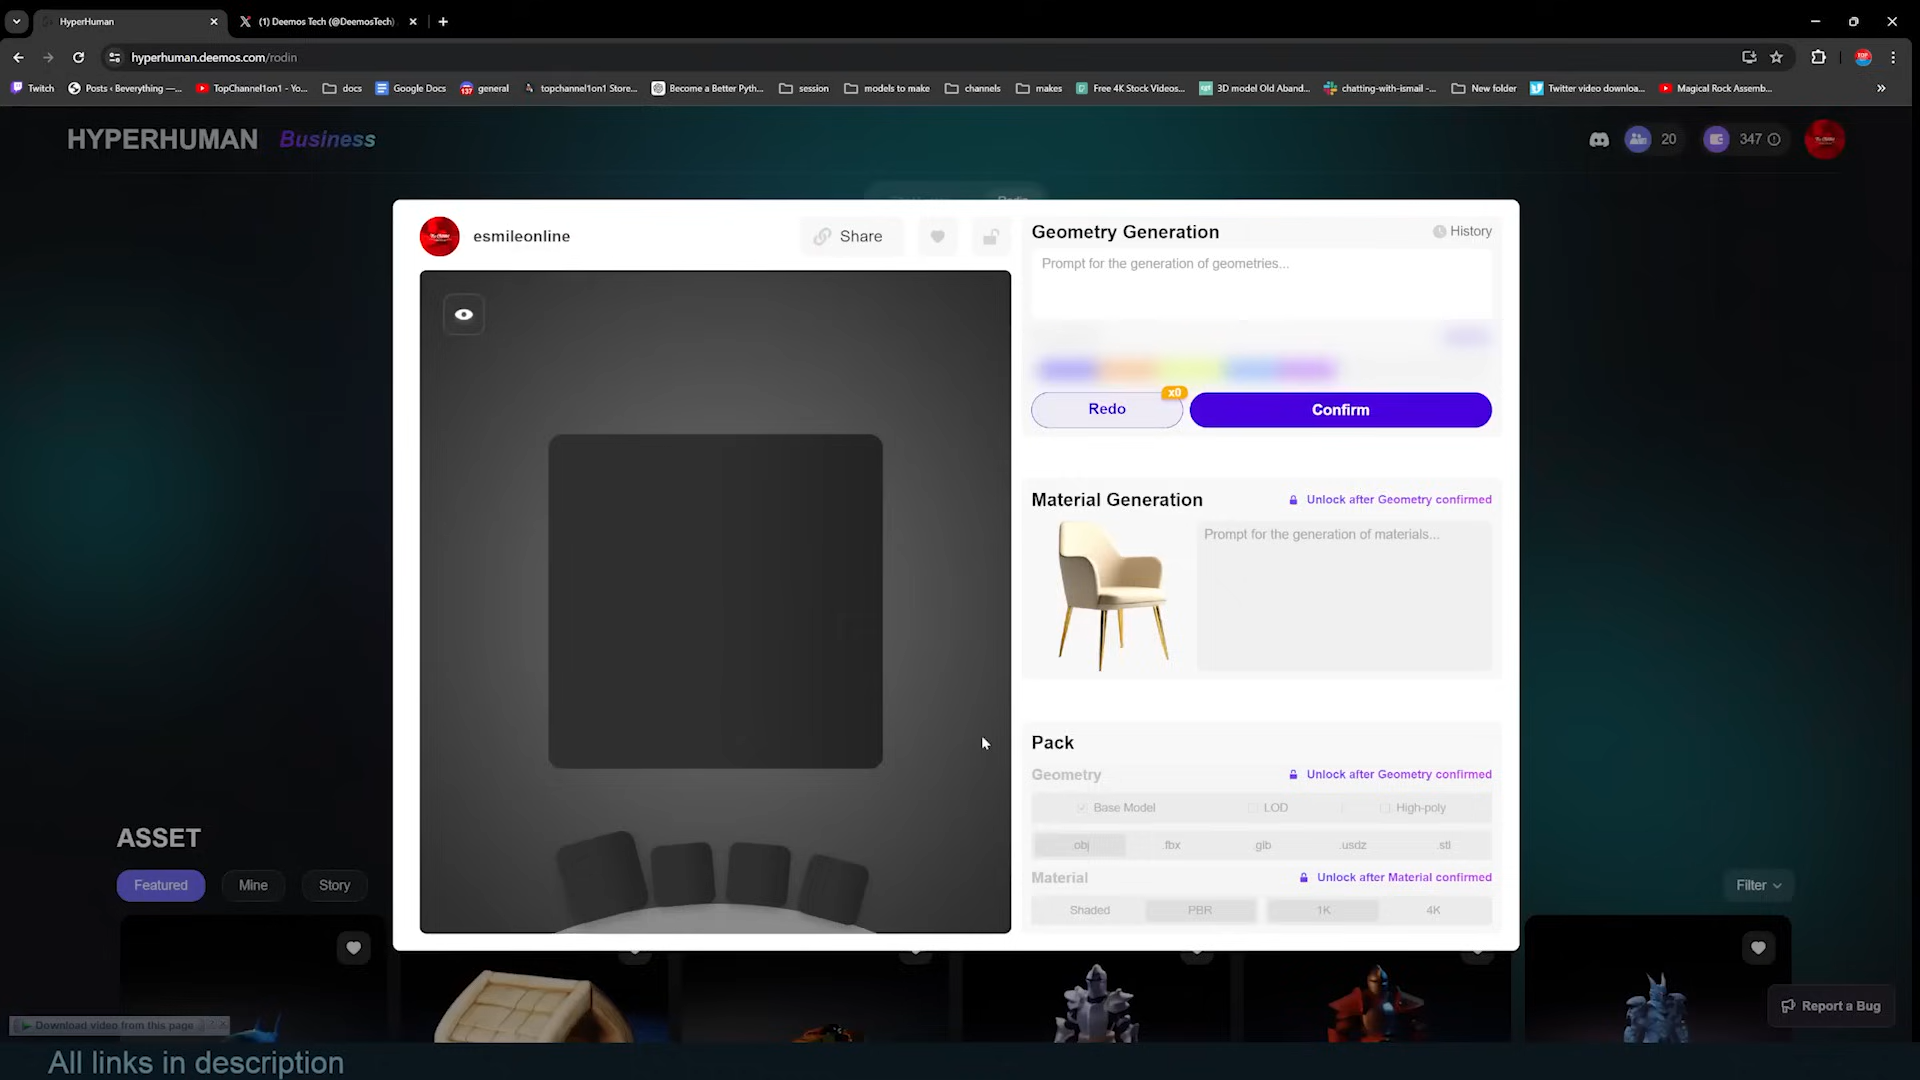 HyperHuman
(1) Deemos Tech (@DeemosTech)
hyperhuman.deemos.com/rodin
Twitch
Posts ‹ Beverything —...
TopChannel1on1 - Yo...
docs
Google Docs
137
general
topchannel1on1 Store...
Become a Better Pyth...
session
models to make
channels
makes
Free 4K Stock Videos...
3D model Old Aband...
chatting-with-ismail -...
New folder
Twitter video downloa...
Magical Rock Assemb...
HYPERHUMAN Business
20
347
esmileonline
Share
Geometry Generation
History
Prompt for the generation of geometries...
x0
Redo
Confirm
Material Generation
Unlock after Geometry confirmed
Prompt for the generation of materials...
Pack
Geometry
Unlock after Geometry confirmed
Base Model
LOD
High-poly
.obj
.fbx
.glb
.usdz
.stl
Material
Unlock after Material confirmed
Shaded
PBR
1K
4K
ASSET
Featured
Mine
Story
Filter
Download video from this page
Report a Bug
All links in description